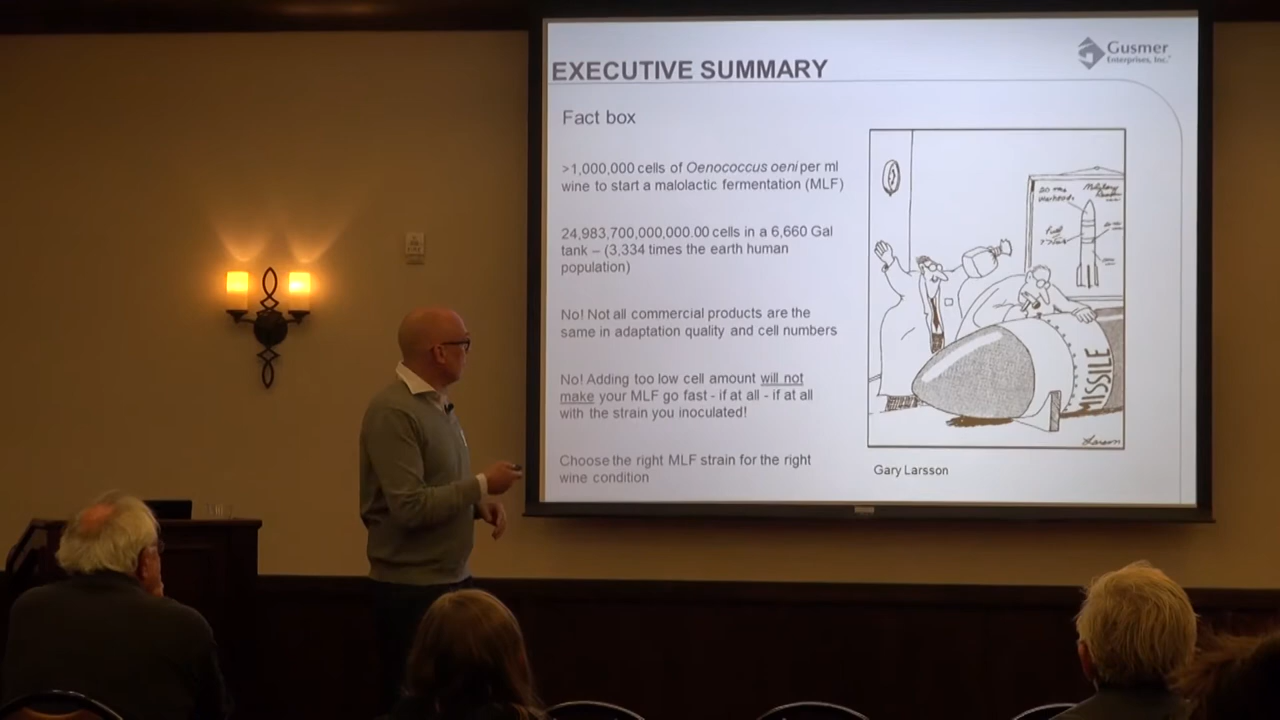 EXECUTIVE SUMMARY
Gusmer
Enterprises, Inc.
Fact box
>1,000,000 cells of Oenococcus oeni per ml
wine to start a malolactic fermentation (MLF)
24,983,700,000,000.00 cells in a 6,660 Gal
tank – (3,334 times the earth human
population)
No! Not all commercial products are the
same in adaptation quality and cell numbers
No! Adding too low cell amount will not
make your MLF go fast - if at all - if at all
with the strain you inoculated!
Choose the right MLF strain for the right
wine condition
MISSILE
Larson
Gary Larsson